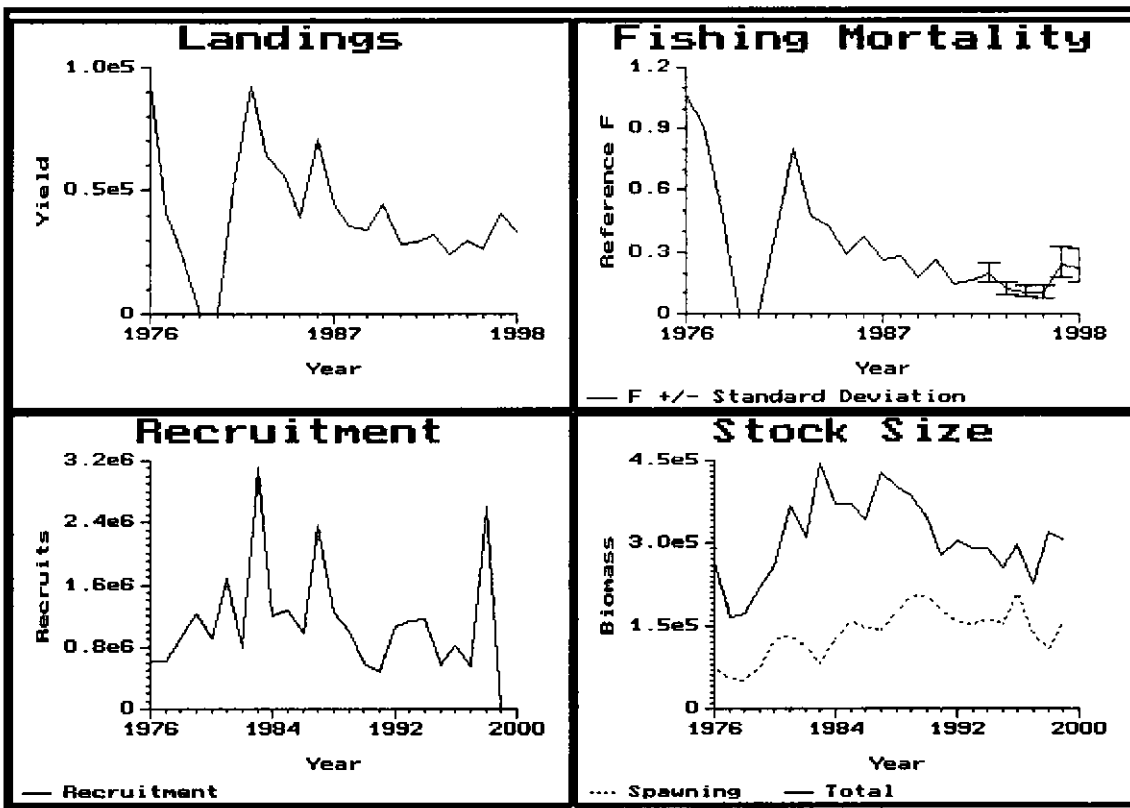 Landings
1.0e5
0.5e5
0
Yield
1976 1987 1998
Year
Fishing Mortality
1.2
0.9
0.6
0.3
0
Reference F
1976 1987 1998
Year
F +/- Standard Deviation
Recruitment
3.2e6
2.4e6
1.6e6
0.8e6
0
Recruits
1976 1984 1992 2000
Year
Recruitment
Stock Size
4.5e5
3.0e5
1.5e5
0
Biomass
1976 1984 1992 2000
Year
Spawning Total